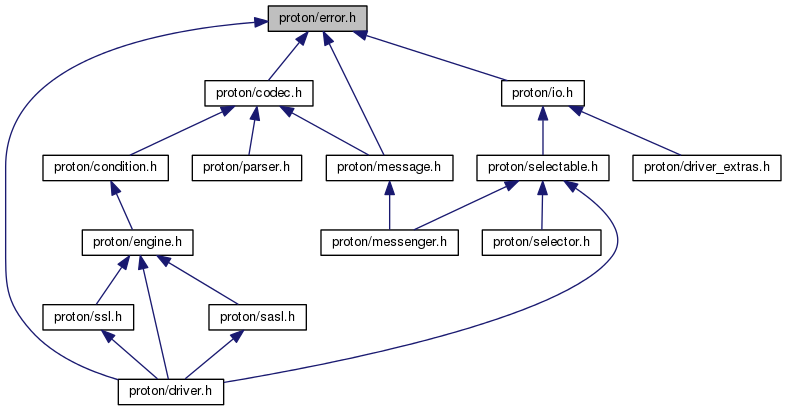 proton/error.h
proton/codec.h
proton/io.h
proton/condition.h
proton/parser.h
proton/message.h
proton/selectable.h
proton/driver_extras.h
proton/engine.h
proton/messenger.h
proton/selector.h
proton/ssl.h
proton/sasl.h
proton/driver.h